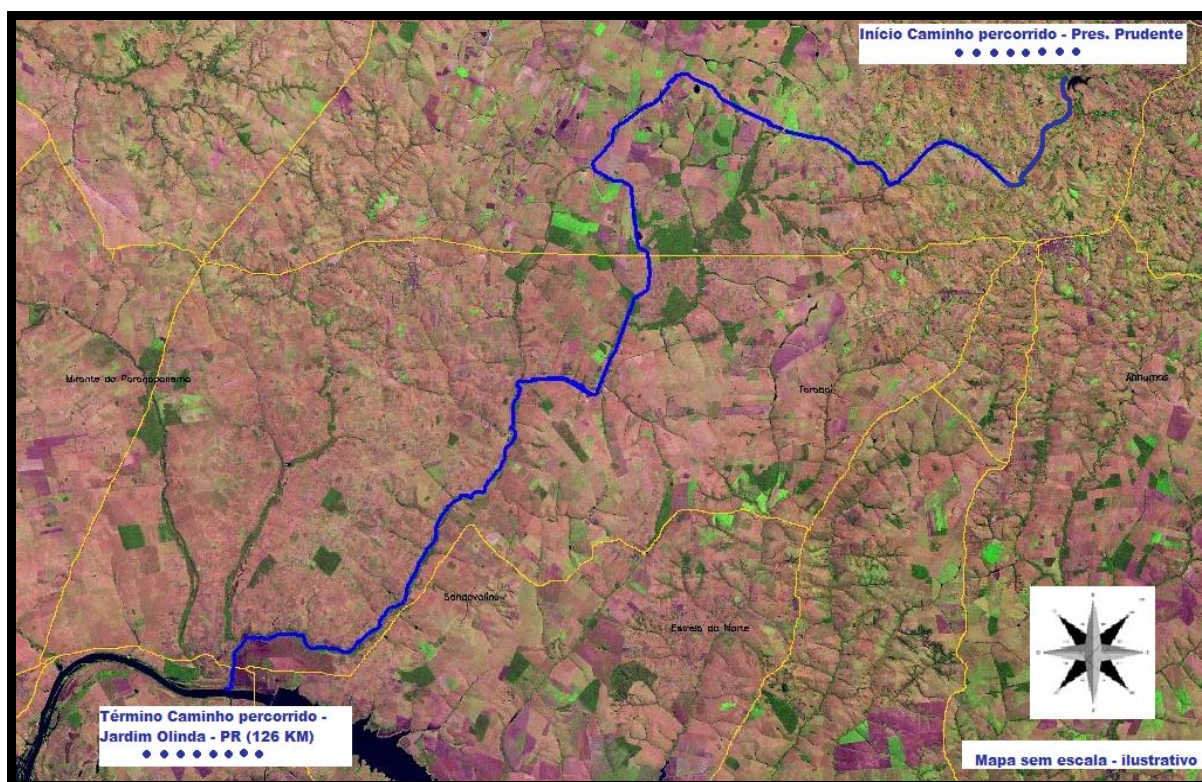 Início Caminho percorrido - Pres. Prudente
Mirante do Paranapanema
Tarabai
Anhumas
Sandovalina
Estrela do Norte
Término Caminho percorrido -
Jardim Olinda - PR (126 KM)
Mapa sem escala - ilustrativo